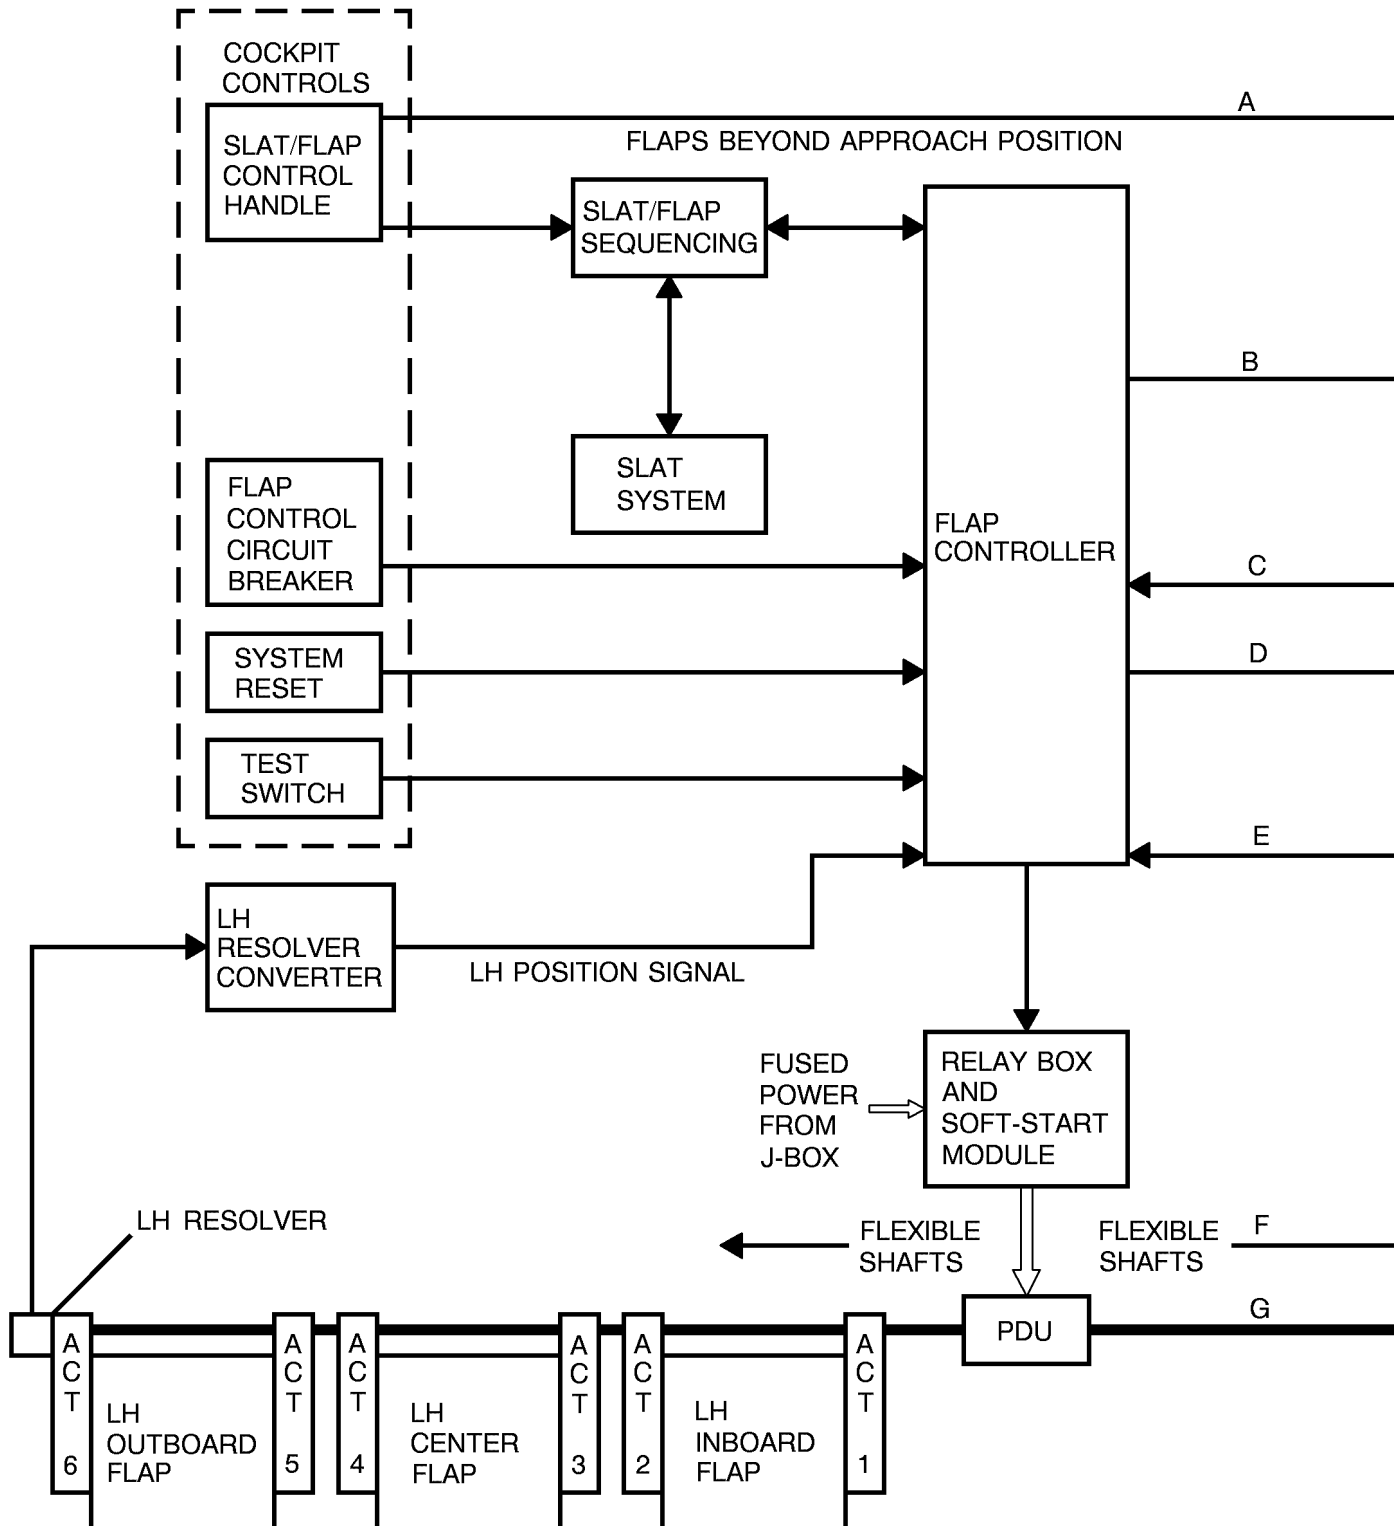 COCKPIT
CONTROLS
SLAT/FLAP
CONTROL
HANDLE
A
FLAPS BEYOND APPROACH POSITION
SLAT/FLAP
SEQUENCING
B
SLAT
SYSTEM
FLAP
CONTROL
CIRCUIT
BREAKER
FLAP
CONTROLLER
C
D
SYSTEM
RESET
TEST
SWITCH
E
LH
RESOLVER
CONVERTER
LH POSITION SIGNAL
FUSED
POWER
FROM
J-BOX
RELAY BOX
AND
SOFT-START
MODULE
LH RESOLVER
FLEXIBLE
SHAFTS
FLEXIBLE
SHAFTS
F
G
PDU
ACT
6
LH
OUTBOARD
FLAP
ACT
5
ACT
4
LH
CENTER
FLAP
ACT
3
ACT
2
LH
INBOARD
FLAP
ACT
1